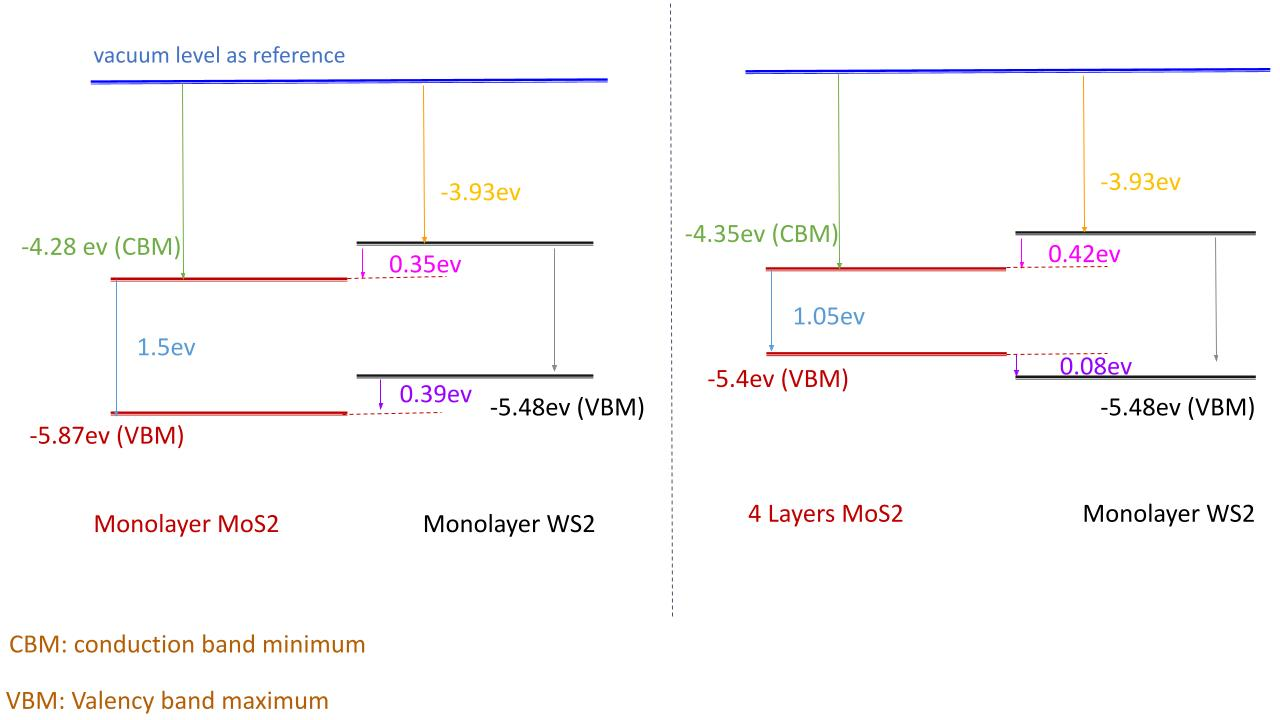 vacuum level as reference
-3.93ev
-4.28 ev (CBM)
0.35ev
1.5ev
0.39ev
-5.48ev (VBM)
-5.87ev (VBM)
Monolayer MoS2
Monolayer WS2
-3.93ev
-4.35ev (CBM)
0.42ev
1.05ev
0.08ev
-5.4ev (VBM)
-5.48ev (VBM)
4 Layers MoS2
Monolayer WS2
CBM: conduction band minimum
VBM: Valency band maximum